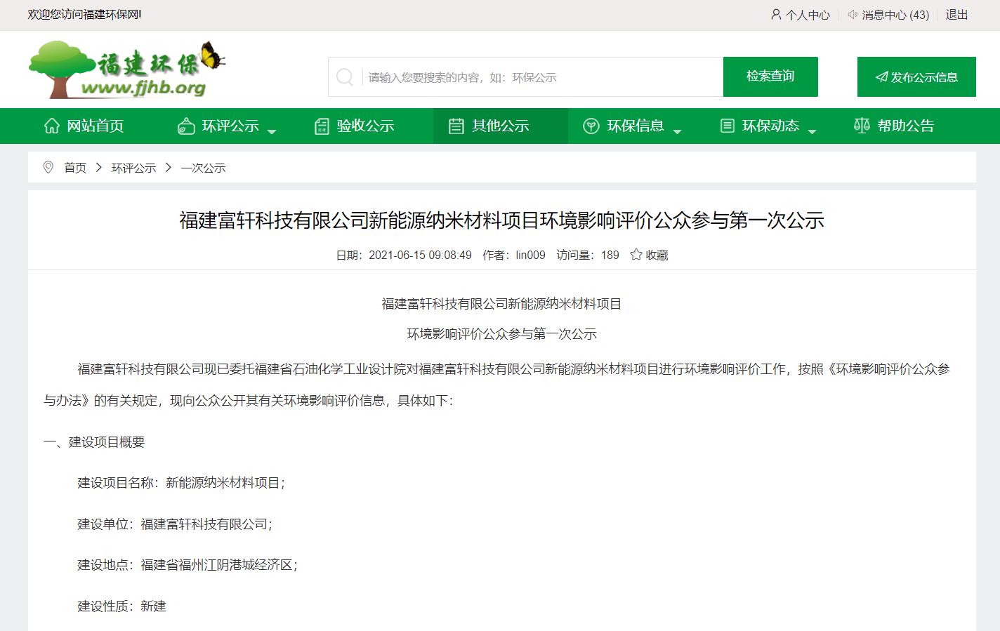 欢迎您访问福建环保网!
个人中心 消息中心 (43) 退出
福建环保
www.fjhb.org
请输入您要搜索的内容，如：环保公示
检索查询
发布公示信息
网站首页 环评公示 验收公示 其他公示 环保信息 环保动态 帮助公告
首页 > 环评公示 > 一次公示
福建富轩科技有限公司新能源纳米材料项目环境影响评价公众参与第一次公示
日期：2021-06-15 09:08:49 作者：lin009 访问量：189 收藏
福建富轩科技有限公司新能源纳米材料项目
环境影响评价公众参与第一次公示
福建富轩科技有限公司现已委托福建省石油化学工业设计院对福建富轩科技有限公司新能源纳米材料项目进行环境影响评价工作，按照《环境影响评价公众参
与办法》的有关规定，现向公众公开其有关环境影响评价信息，具体如下：
一、建设项目概要
建设项目名称：新能源纳米材料项目；
建设单位：福建富轩科技有限公司；
建设地点：福建省福州江阴港城经济区；
建设性质：新建